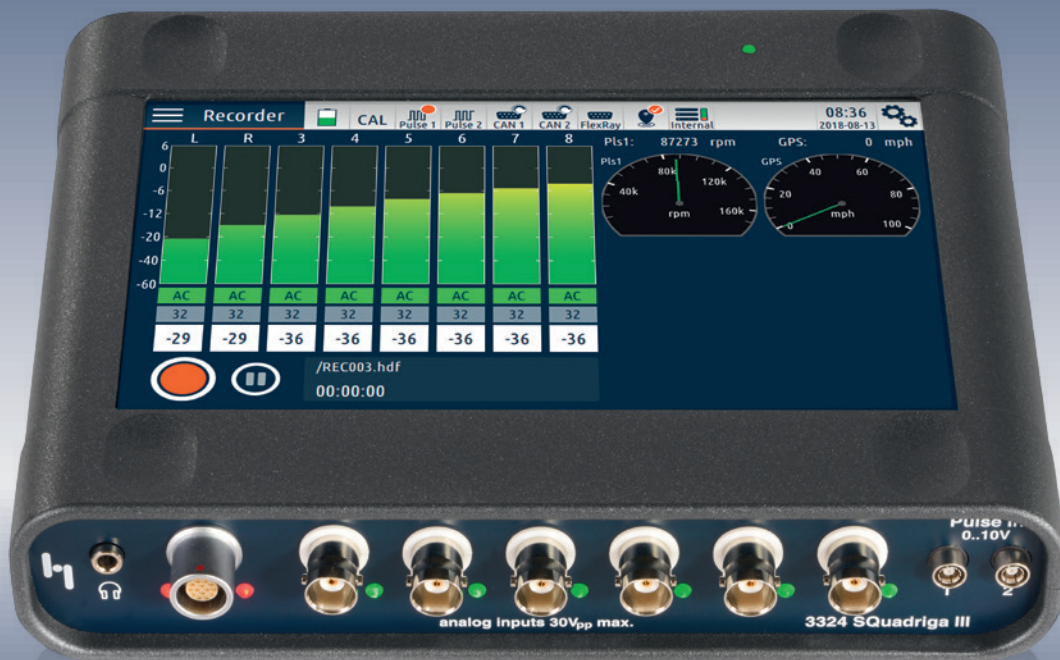 Recorder
CAL
Pulse 1
Pulse 2
CAN 1
CAN 2
FlexRay
Internal
08:36
2018-08-13
L R 3 4 5 6 7 8
6
0
-6
-12
-20
-40
-60
AC AC AC AC AC AC AC AC
32 32 32 32 32 32 32 32
-29 -29 -36 -36 -36 -36 -36 -36
Pls1: 87273 rpm
GPS: 0 mph
Pls1
40k 80k 120k 160k
rpm
GPS
0 20 40 60 80 100
mph
/REC003.hdf
00:00:00
Pulse In
0..10V
1 2
analog inputs 30Vpp max.
3324 SQuadriga III